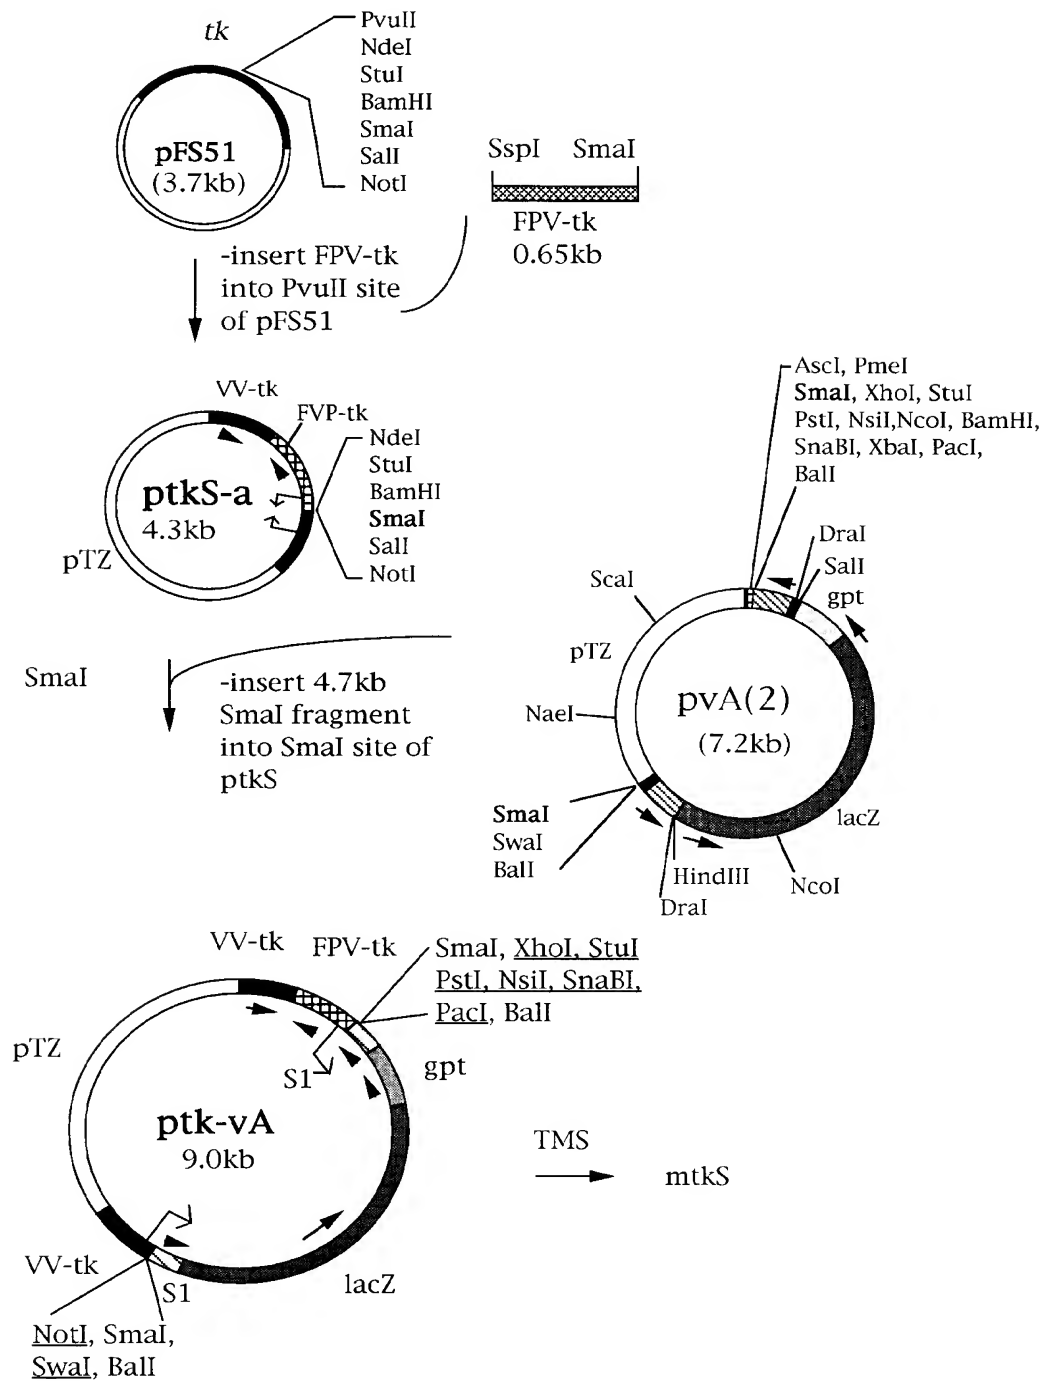 tk
PvuII
NdeI
StuI
BamHI
SmaI
SalI
NotI
pFS51
(3.7kb)
SspI SmaI
FPV-tk
0.65kb
-insert FPV-tk
into PvuII site
of pFS51
VV-tk
FVP-tk
NdeI
StuI
BamHI
SmaI
SalI
NotI
ptkS-a
4.3kb
pTZ
AscI, PmeI
SmaI, XhoI, StuI
PstI, NsiI,NcoI, BamHI,
SnaBI, XbaI, PacI,
BalI
DraI
SalI
gpt
ScaI
pTZ
NaeI
pvA(2)
(7.2kb)
SmaI
SwaI
BalI
lacZ
HindIII
NcoI
DraI
SmaI
-insert 4.7kb
SmaI fragment
into SmaI site of
ptkS
VV-tk
FPV-tk
SmaI, XhoI, StuI
PstI, NsiI, SnaBI,
PacI, BalI
pTZ
S1
gpt
ptk-vA
9.0kb
TMS
mtkS
VV-tk
S1
lacZ
NotI, SmaI,
SwaI, BalI